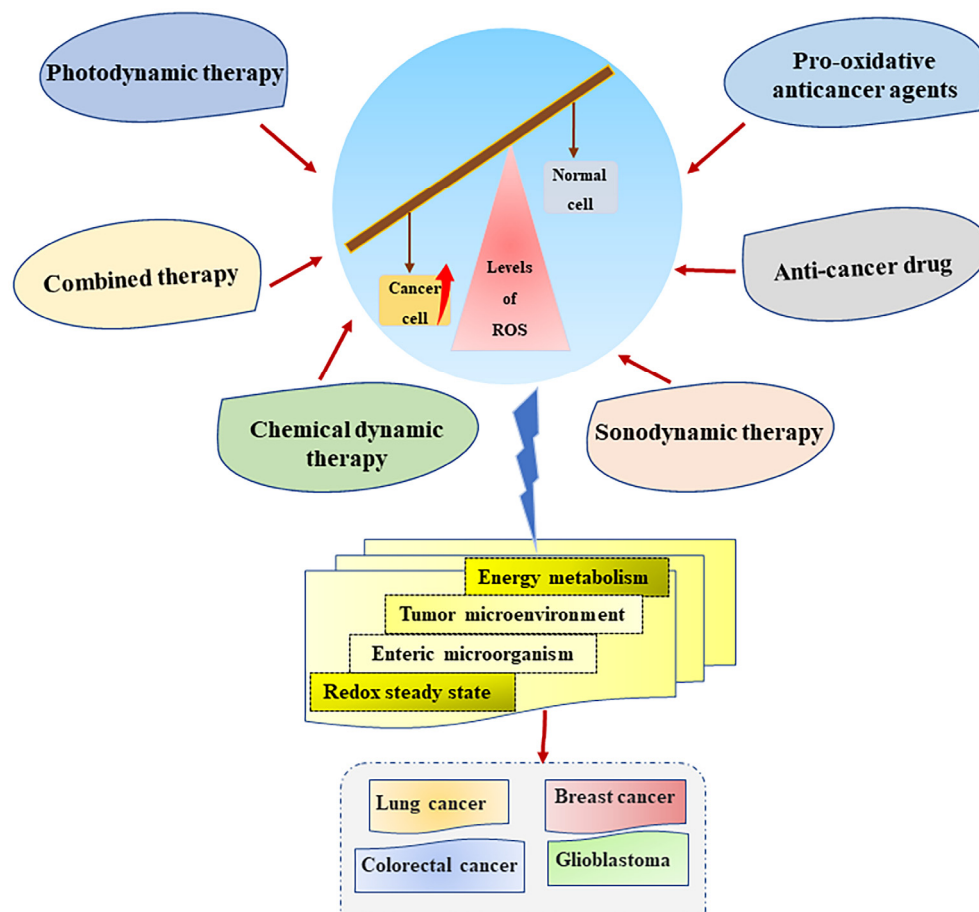 Photodynamic therapy
Pro-oxidative
anticancer agents
Normal
cell
Combined therapy
Cancer
cell
Levels
of
ROS
Anti-cancer drug
Chemical dynamic
therapy
Sonodynamic therapy
Energy metabolism
Tumor microenvironment
Enteric microorganism
Redox steady state
Lung cancer
Breast cancer
Colorectal cancer
Glioblastoma